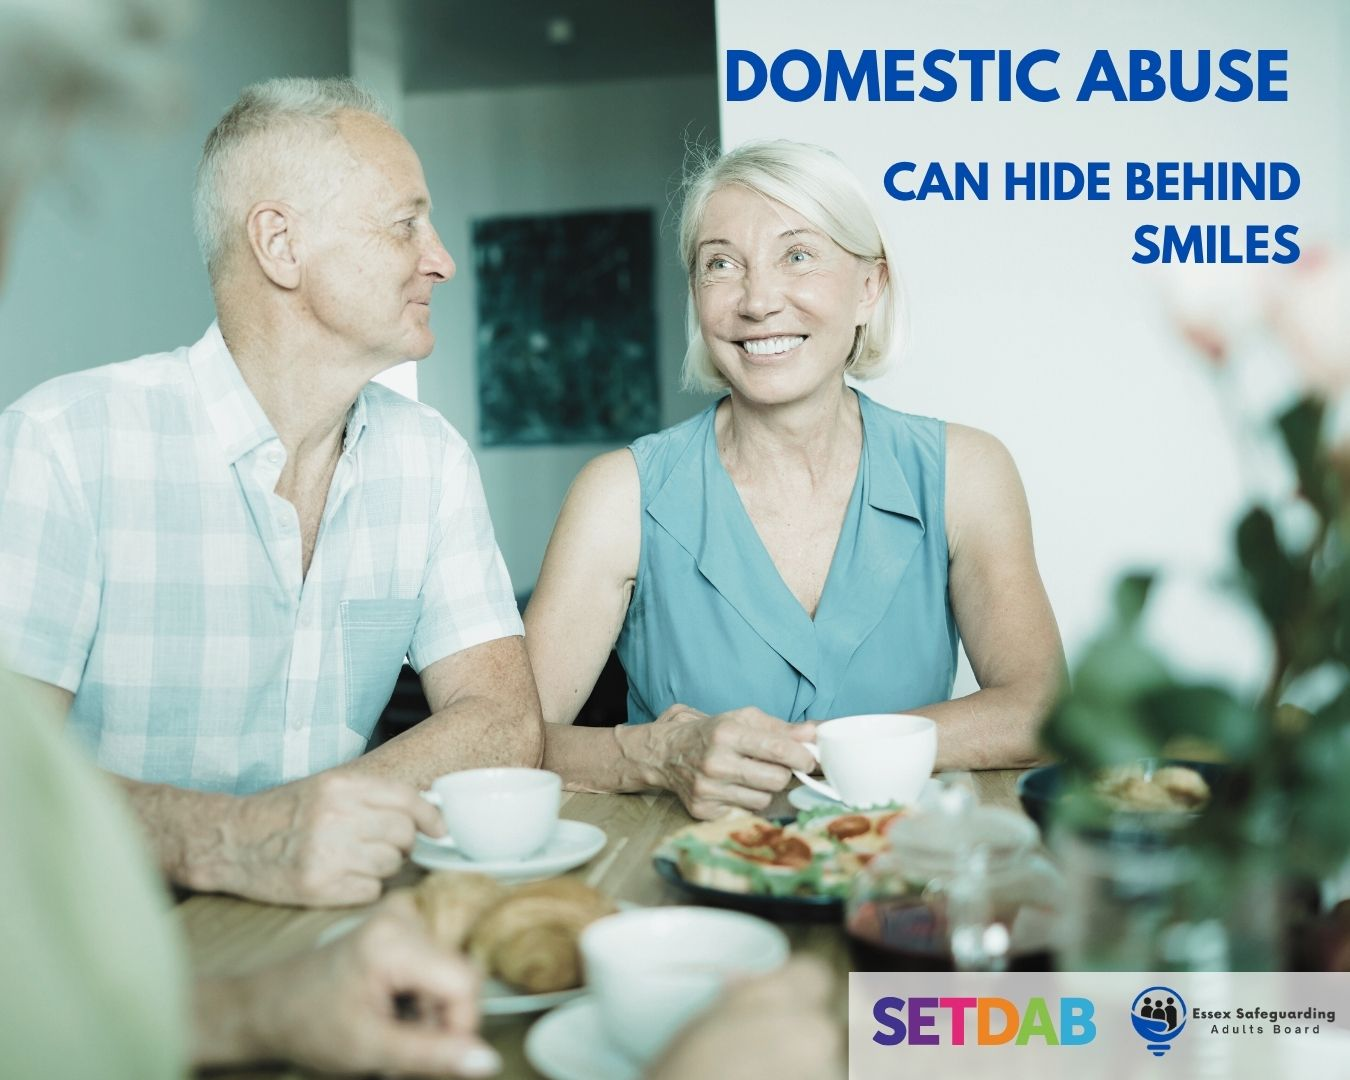 DOMESTIC ABUSE
CAN HIDE BEHIND
SMILES
SETDAB
Essex Safeguarding
Adults Board